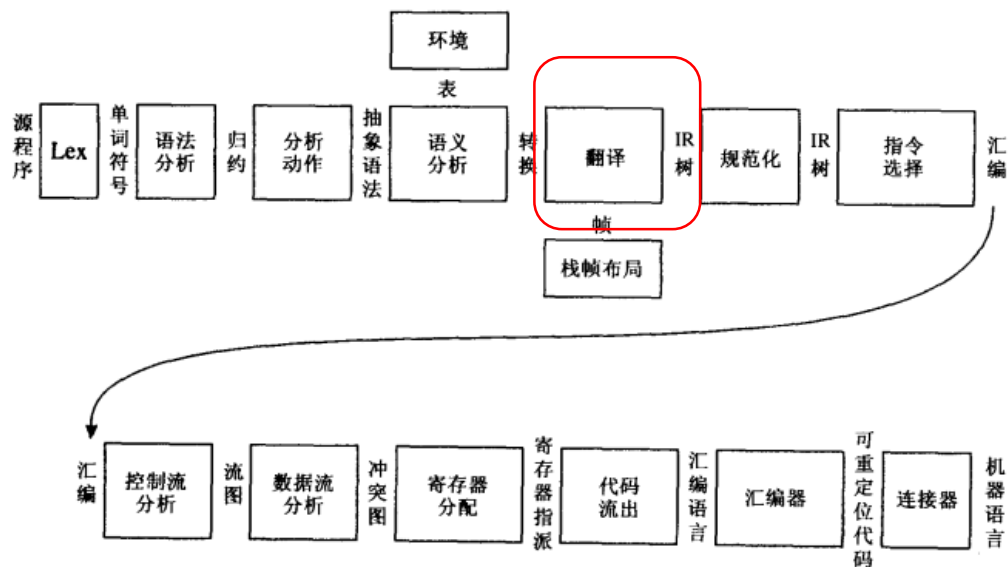 环境
表
源程序
Lex
单词符号
语法
分析
归约
分析
动作
抽象语法
语义
分析
转换
翻译
IR
树
规范化
IR
树
指令
选择
汇编
帧
栈帧布局
汇编
控制流
分析
流图
数据流
分析
冲突图
寄存器
分配
寄存器指派
代码
流出
汇编语言
汇编器
可重定位代码
连接器
机器语言